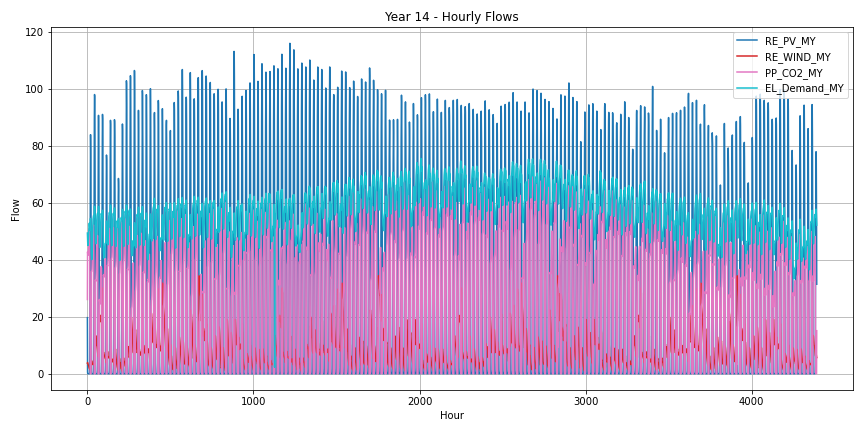 Year 14 - Hourly Flows
120
100
80
60
40
20
0
Flow
RE_PV_MY
RE_WIND_MY
PP_CO2_MY
EL_Demand_MY
0
1000
2000
3000
4000
Hour